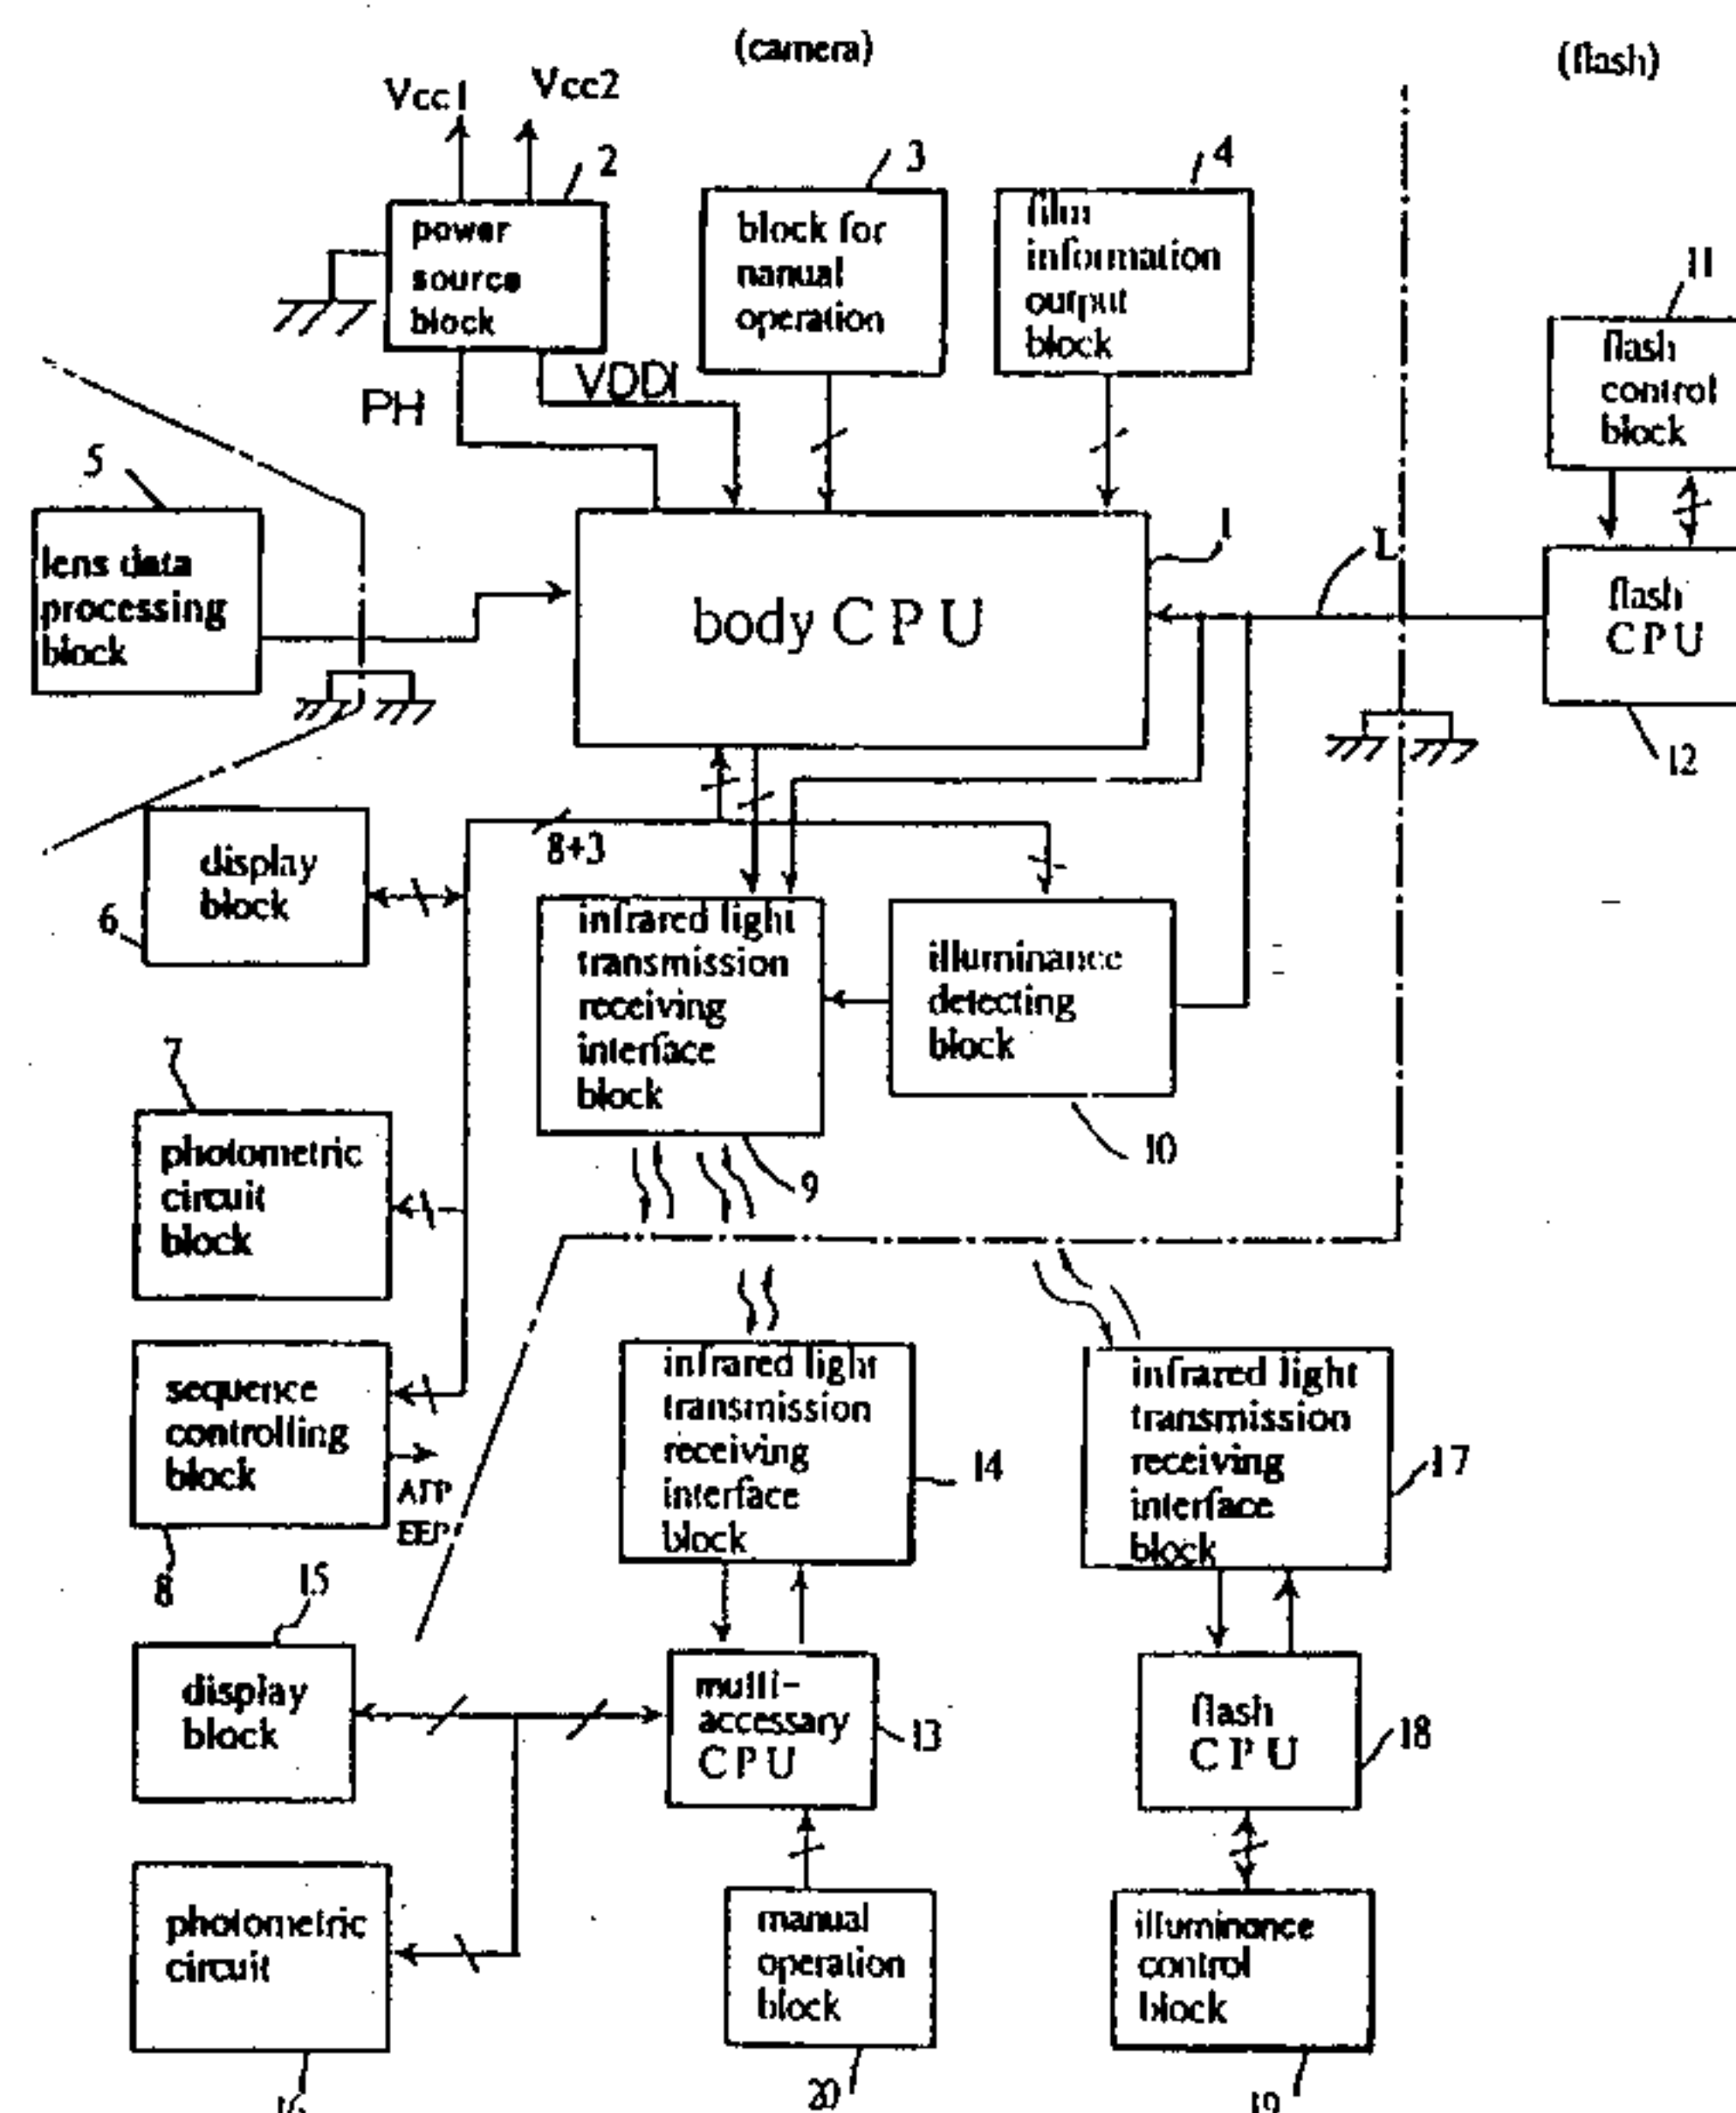 (camera)
(flash)
Vcc1
Vcc2
2
3
4
power
source
block
block for
nanual
operation
film
information
output
block
11
flash
control
block
PH
VDD1
5
1
L
lens data
processing
block
body CPU
flash
CPU
12
8+3
display
block
6
infrared light
transmission
receiving
interface
block
illuminance
detecting
block
7
10
9
photometric
circuit
block
sequence
controlling
block
8
infrared light
transmission
receiving
interface
block
14
infrared light
transmission
receiving
interface
block
17
15
display
block
multi-
accessary
CPU
13
flash
CPU
18
photometric
circuit
16
manual
operation
block
20
illuminance
control
block
19